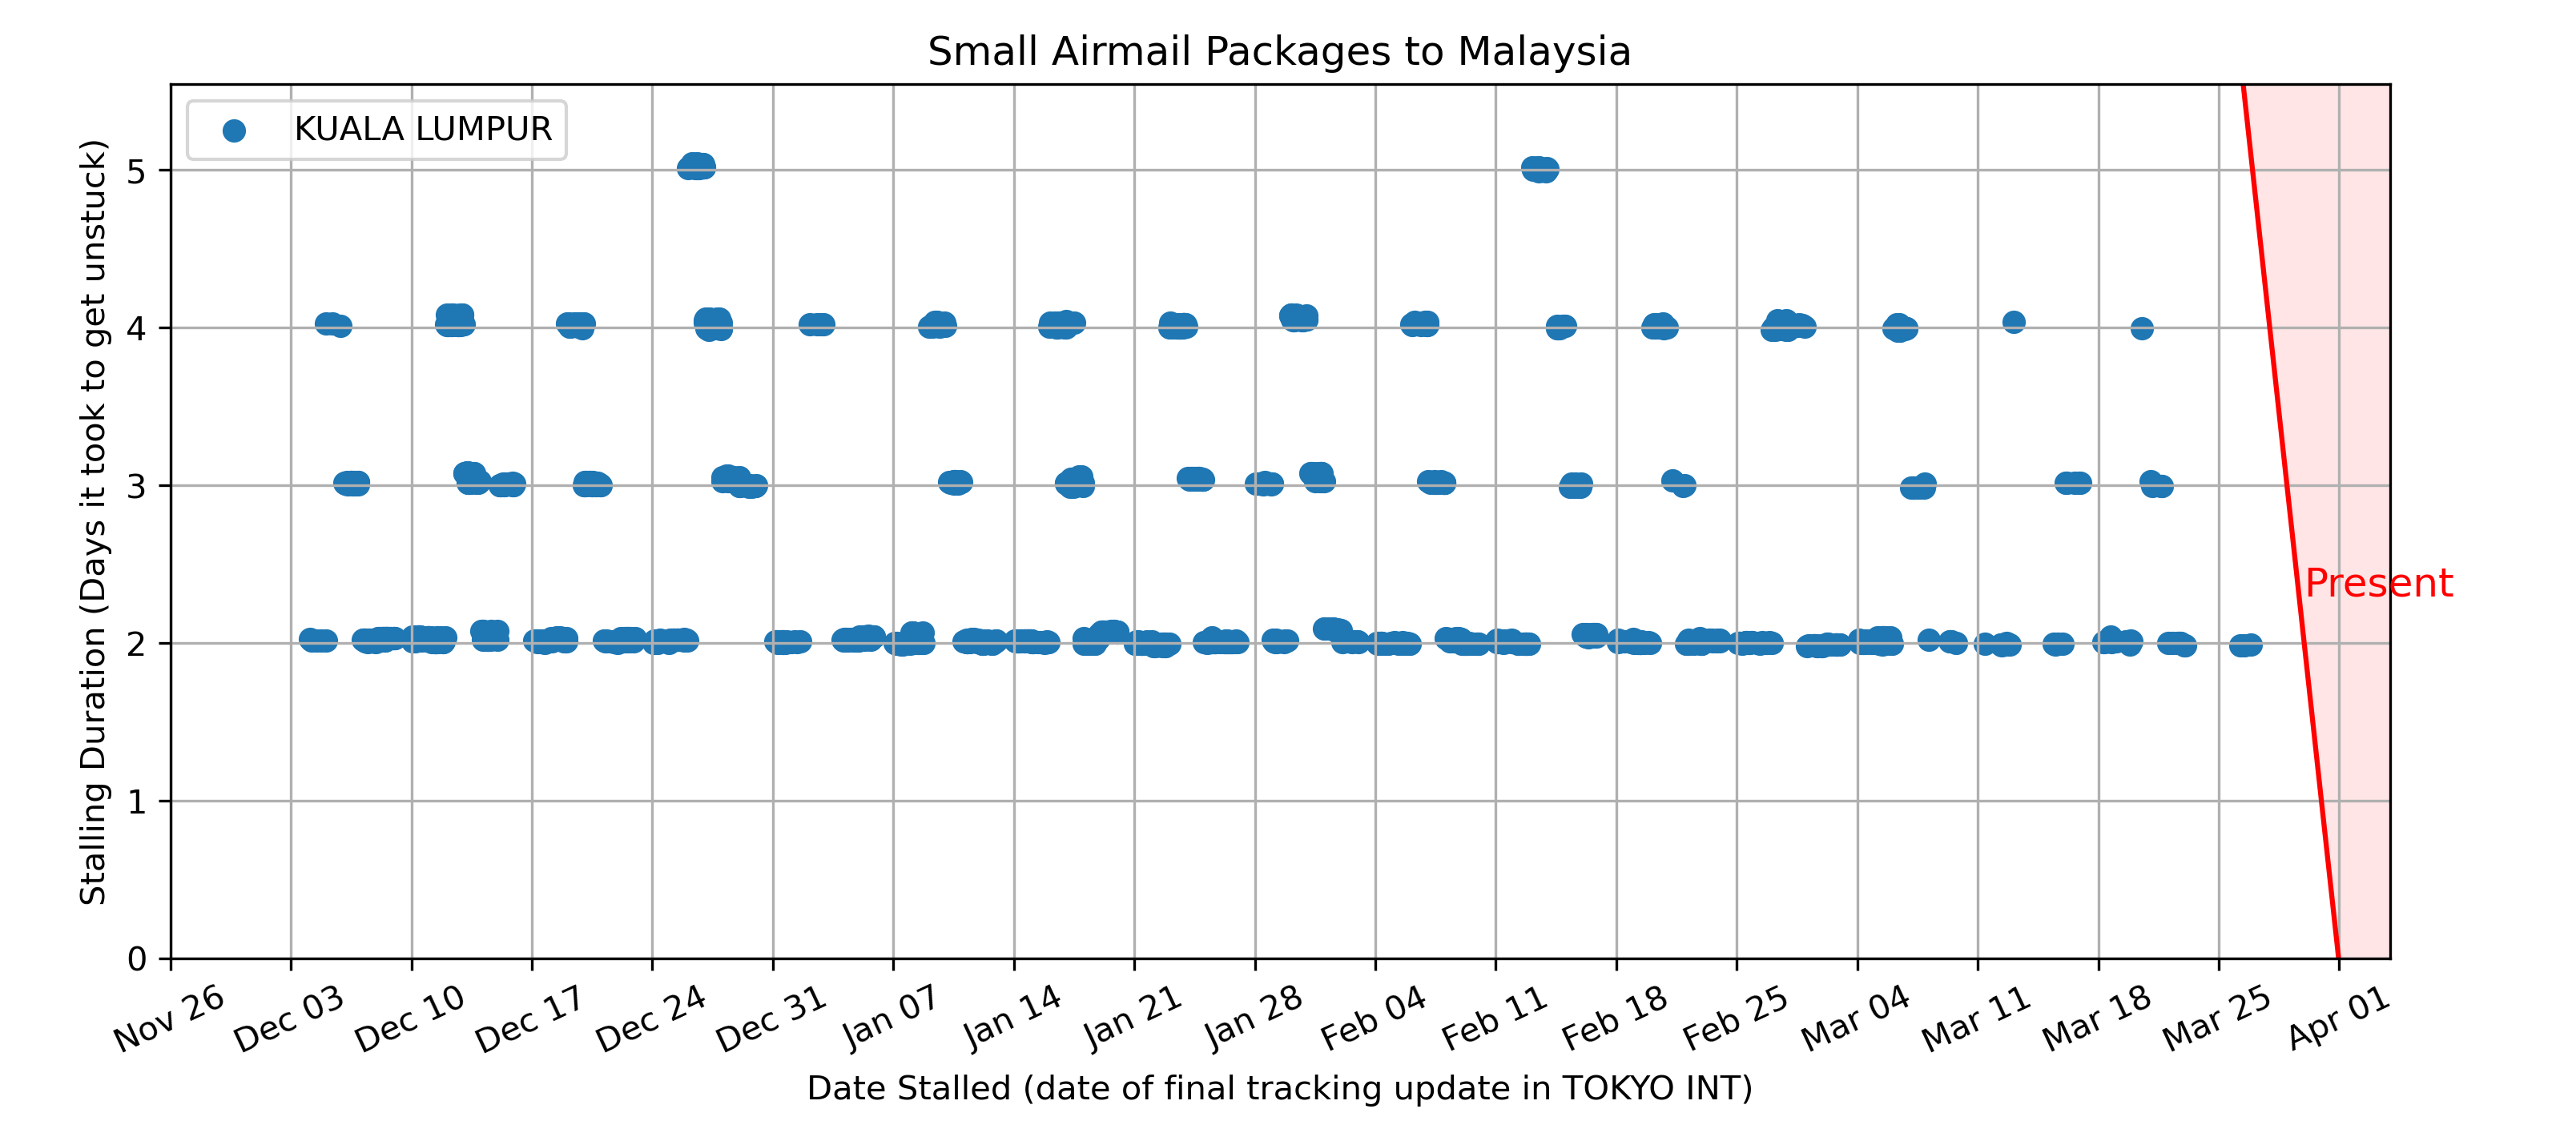 Small Airmail Packages to Malaysia
KUALA LUMPUR
Stalling Duration (Days it took to get unstuck)
5
4
3
2
1
0
Present
Nov 26
Dec 03
Dec 10
Dec 17
Dec 24
Dec 31
Jan 07
Jan 14
Jan 21
Jan 28
Feb 04
Feb 11
Feb 18
Feb 25
Mar 04
Mar 11
Mar 18
Mar 25
Apr 01
Date Stalled (date of final tracking update in TOKYO INT)